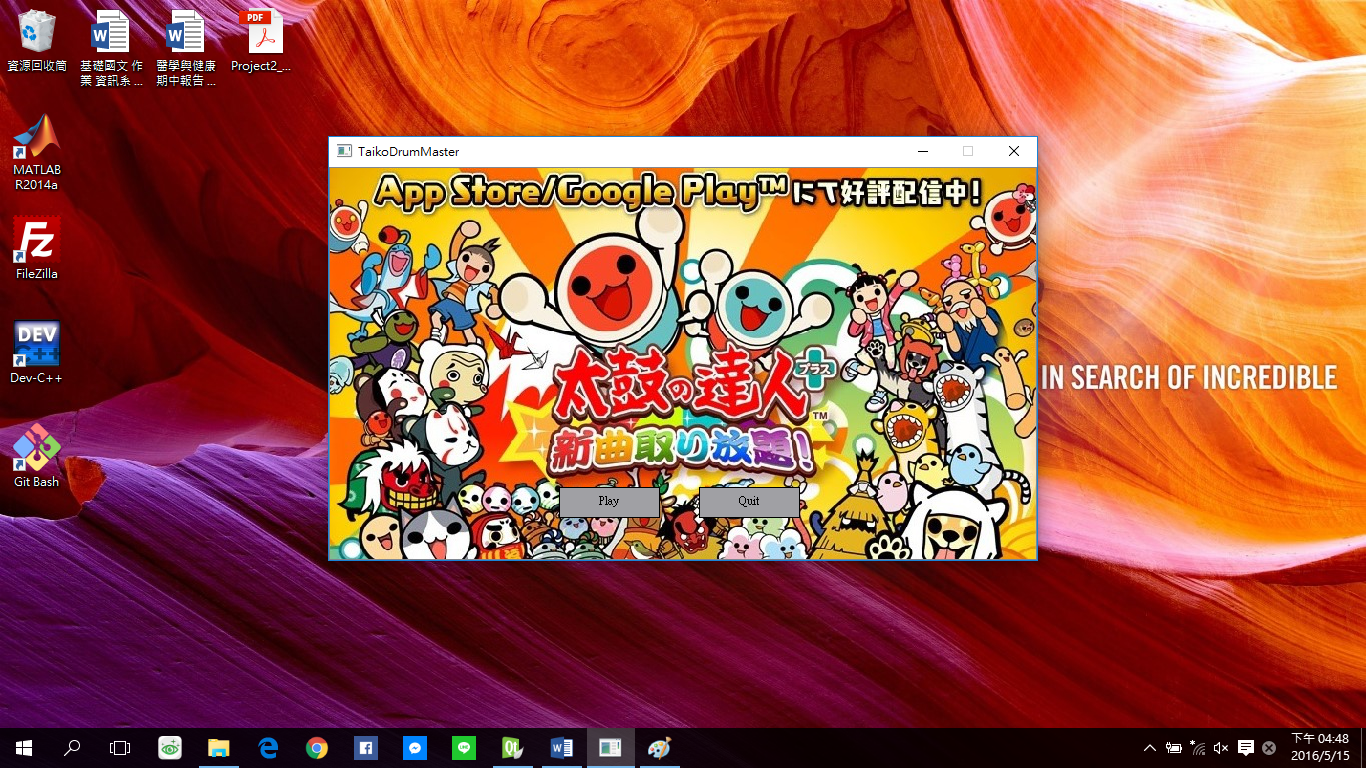 資源回收筒
基礎國文 作
業 資訊系 ...
醫學與健康
期中報告 ...
PDF
Project2_...
MATLAB
R2014a
FileZilla
DEV
C++
Dev-C++
Git Bash
TaikoDrumMaster
App Store/Google Play™にて好評配信中!
太鼓の達人
プラス
TM
新曲取り放題!
Play
Quit
IN SEARCH OF INCREDIBLE
下午 04:48
2016/5/15